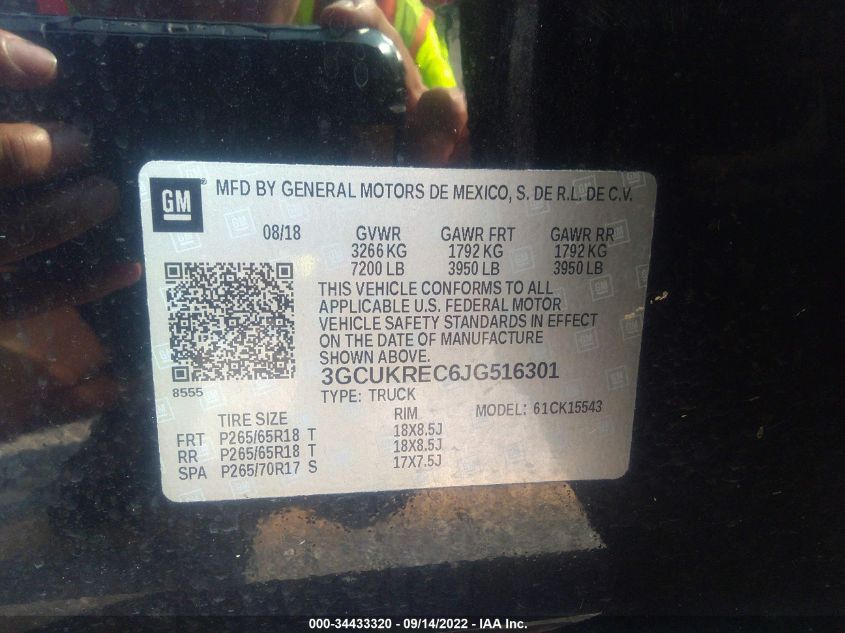 GM ® MFD BY GENERAL MOTORS DE MEXICO, S. DE R.L. DE C.V.
08/18 GVWR GAWR FRT GAWR RR
3266 KG 1792 KG 1792 KG
7200 LB 3950 LB 3950 LB
THIS VEHICLE CONFORMS TO ALL
APPLICABLE U.S. FEDERAL MOTOR
VEHICLE SAFETY STANDARDS IN EFFECT
ON THE DATE OF MANUFACTURE
SHOWN ABOVE.
8555 3GCUKREC6JG516301
TYPE: TRUCK MODEL: 61CK15543
TIRE SIZE RIM
FRT P265/65R18 T 18X8.5J
RR P265/65R18 T 18X8.5J
SPA P265/70R17 S 17X7.5J
000-34433320 - 09/14/2022 - IAA Inc.